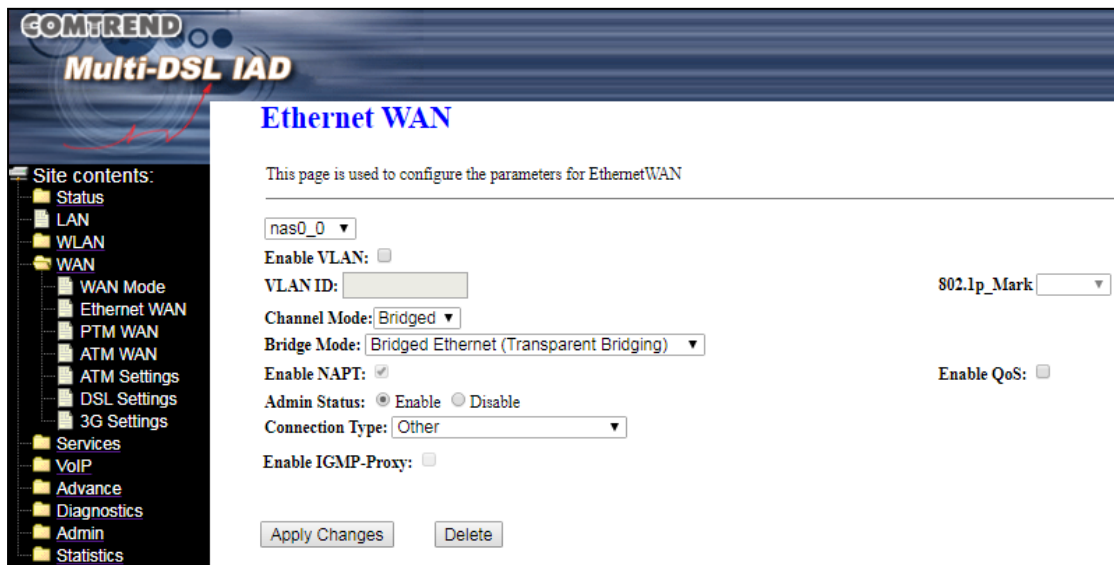 COMTREND
Multi-DSL IAD
Site contents:
Status
LAN
WLAN
WAN
WAN Mode
Ethernet WAN
PTM WAN
ATM WAN
ATM Settings
DSL Settings
3G Settings
Services
VoIP
Advance
Diagnostics
Admin
Statistics
Ethernet WAN
This page is used to configure the parameters for EthernetWAN
nas0_0
Enable VLAN:
VLAN ID: 802.1p_Mark
Channel Mode: Bridged
Bridge Mode: Bridged Ethernet (Transparent Bridging)
Enable NAPT: Enable QoS:
Admin Status: Enable Disable
Connection Type: Other
Enable IGMP-Proxy:
Apply Changes Delete